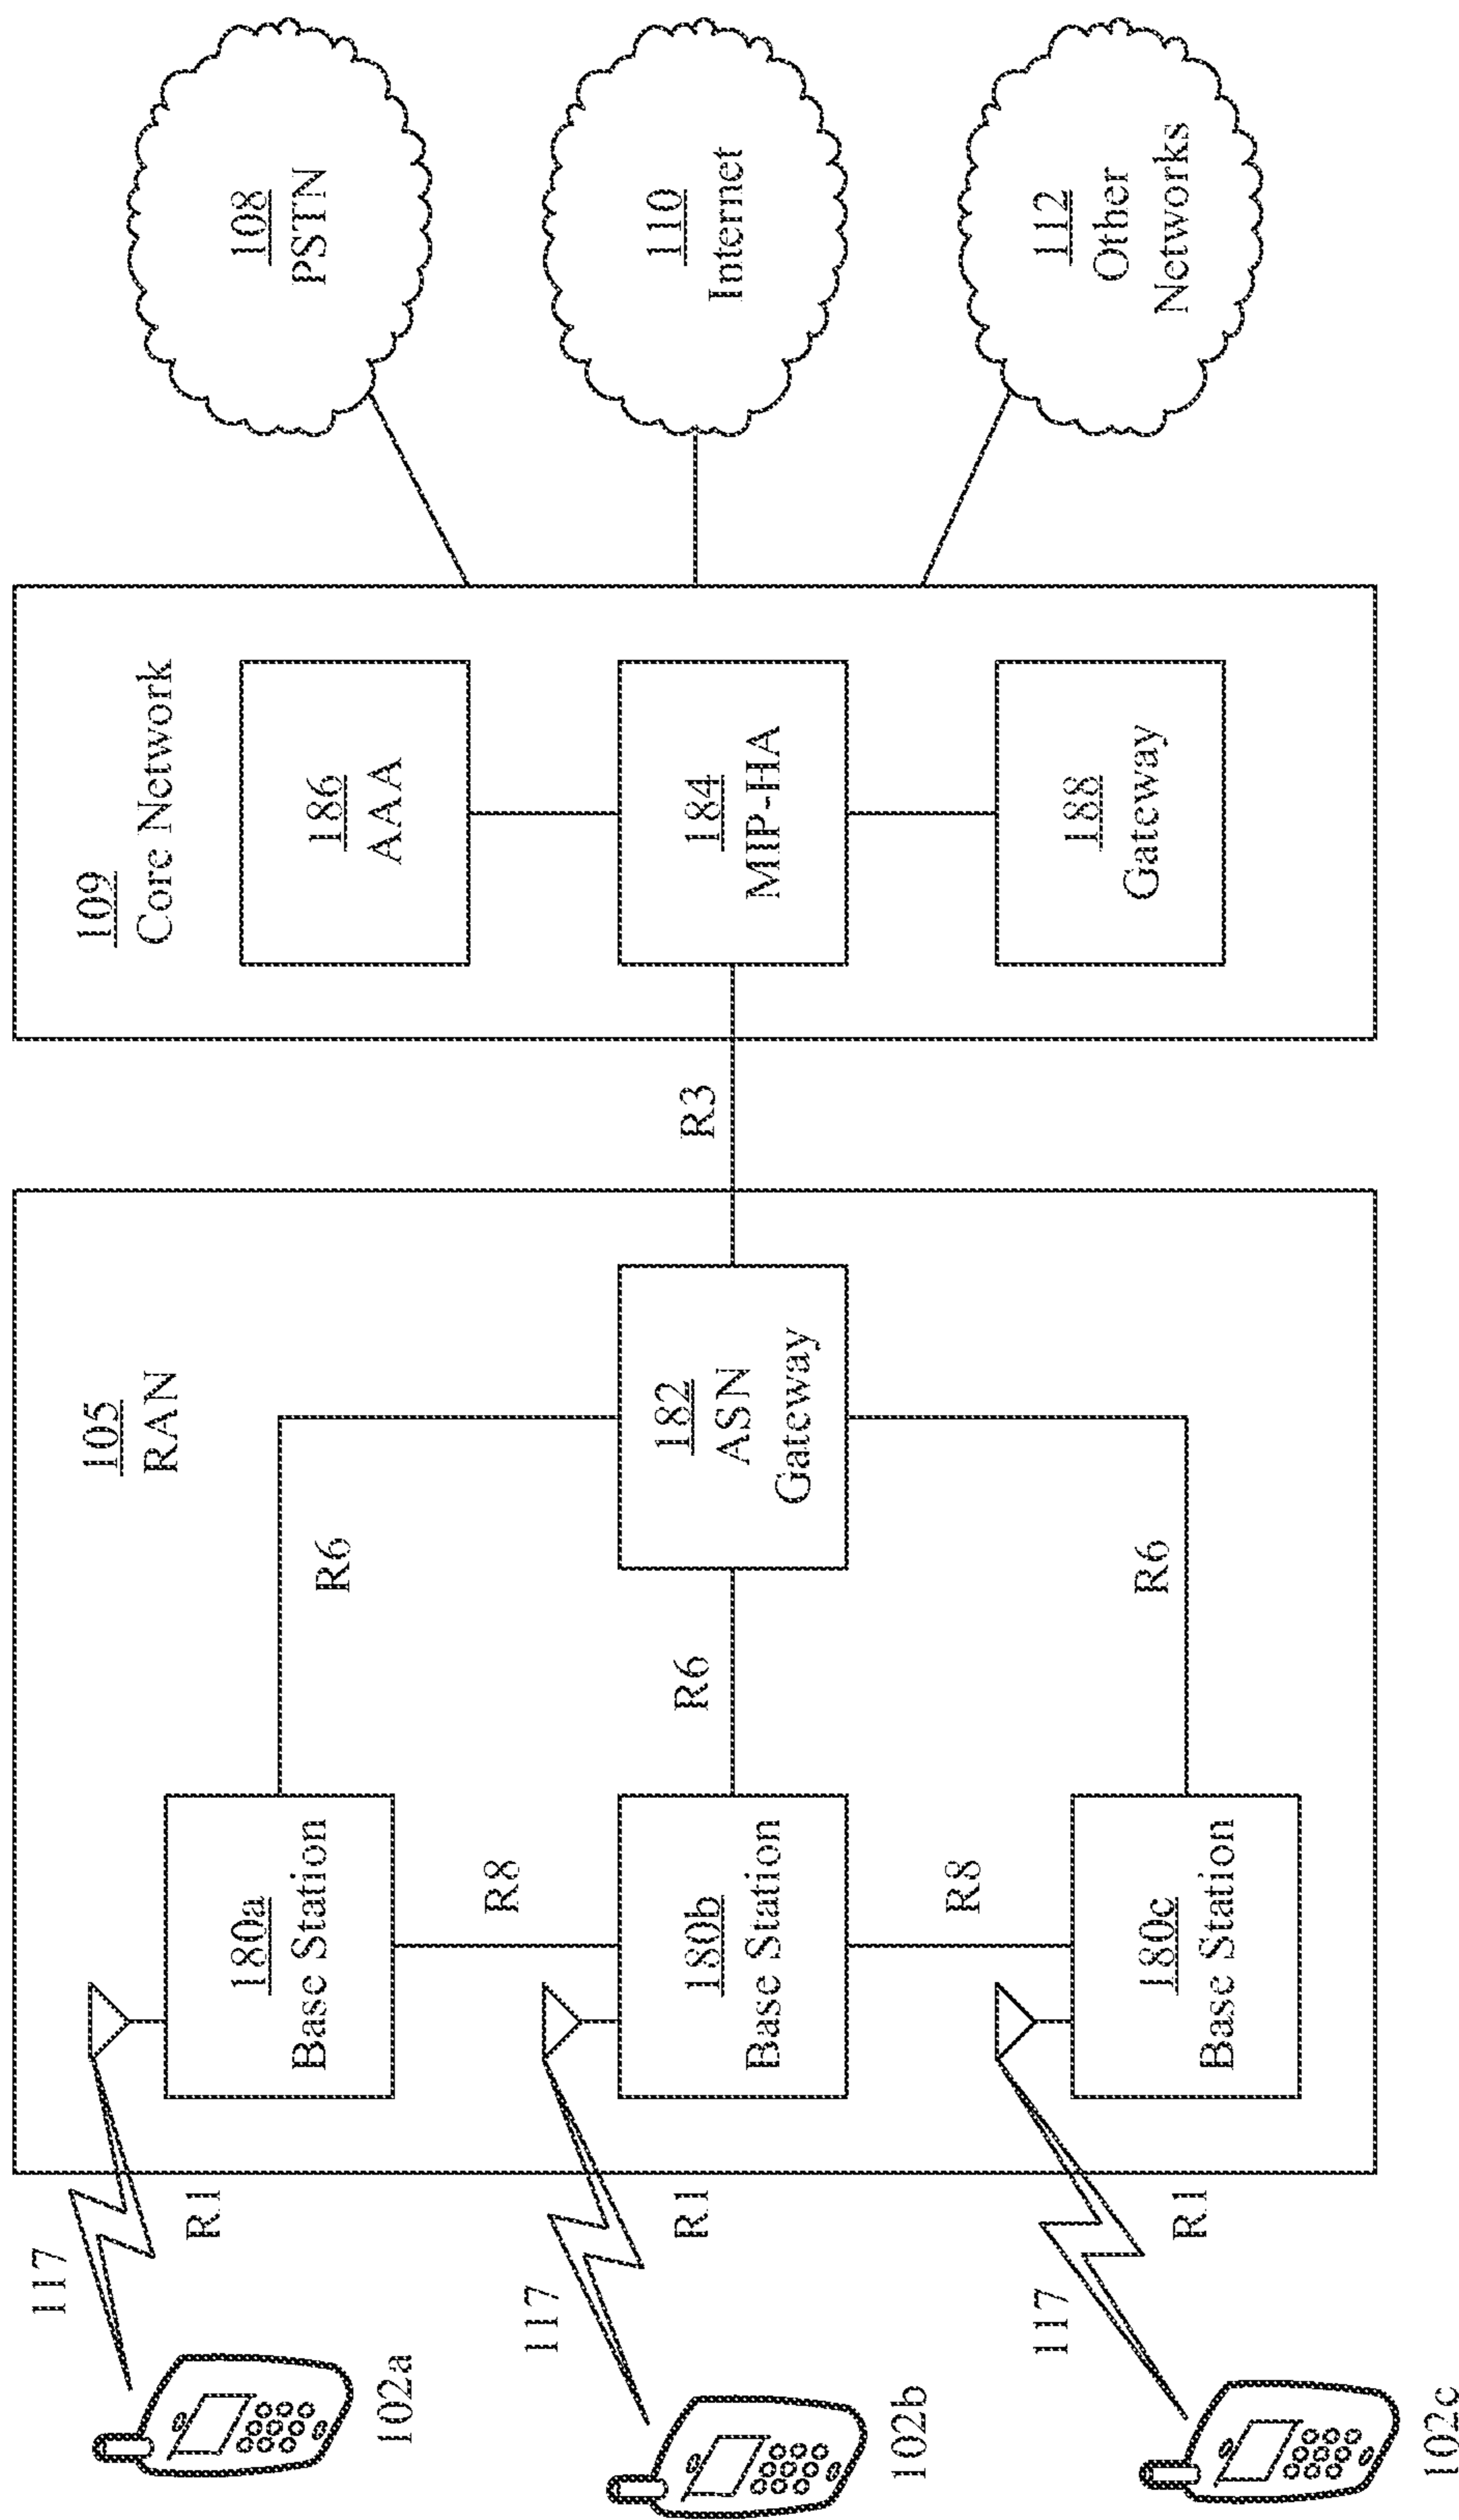 117
R1
102a
117
R1
102b
117
R1
102c
105
RAN
180a
Base Station
R8
180b
Base Station
R8
180c
Base Station
R6
R6
R6
182
ASN
Gateway
R3
109
Core Network
186
AAA
184
MIP-HA
188
Gateway
108
PSTN
110
Internet
112
Other
Networks